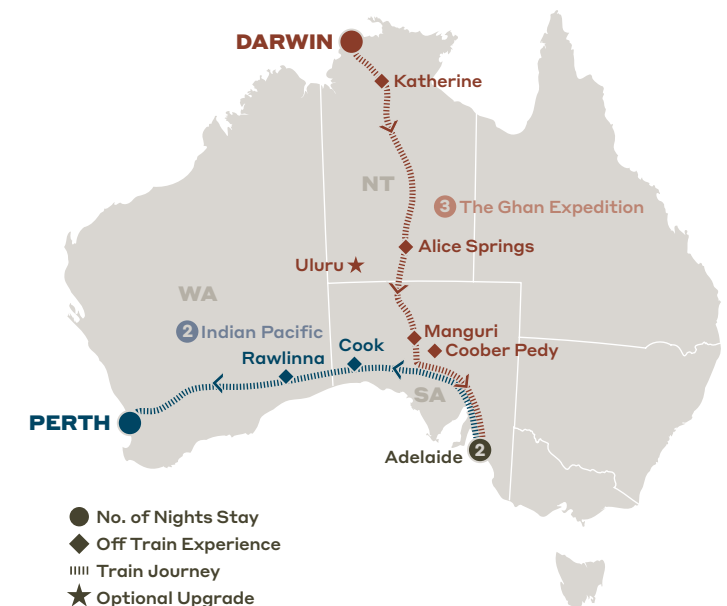 DARWIN
Katherine
NT
3 The Ghan Expedition
Alice Springs
Uluru
WA
2 Indian Pacific
Manguri
Cook
Coober Pedy
Rawlinna
SA
PERTH
Adelaide 2
No. of Nights Stay
Off Train Experience
Train Journey
Optional Upgrade